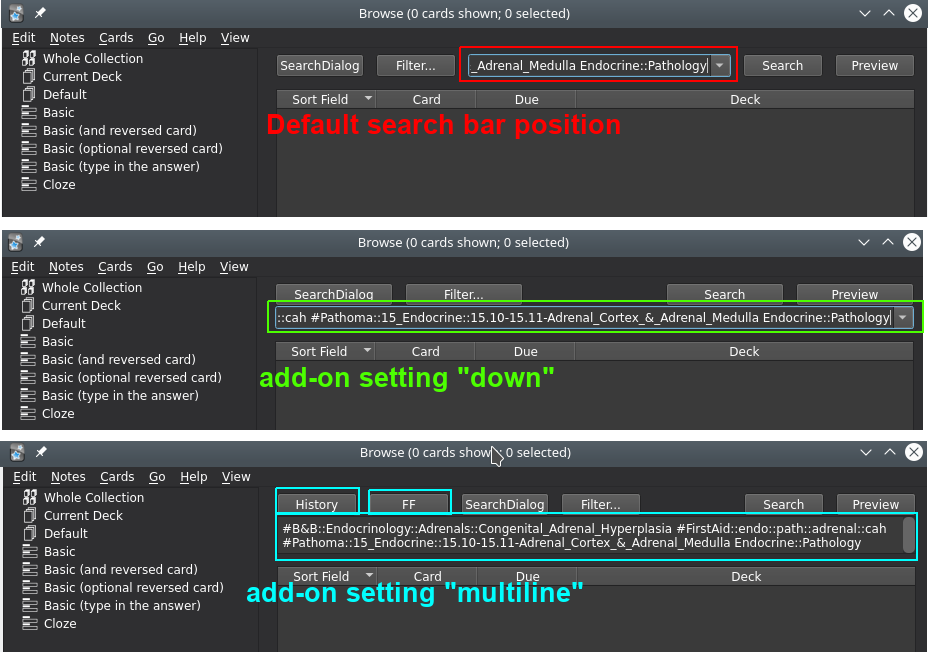 Browse (0 cards shown; 0 selected)
Edit Notes Cards Go Help View
Whole Collection
Current Deck
Default
Basic
Basic (and reversed card)
Basic (optional reversed card)
Basic (type in the answer)
Cloze
SearchDialog Filter... :_Adrenal_Medulla Endocrine::Pathology Search Preview
Sort Field Card Due Deck
Default search bar position
Browse (0 cards shown; 0 selected)
Edit Notes Cards Go Help View
Whole Collection
Current Deck
Default
Basic
Basic (and reversed card)
Basic (optional reversed card)
Basic (type in the answer)
Cloze
SearchDialog Filter... Search Preview
::cah #Pathoma::15_Endocrine::15.10-15.11-Adrenal_Cortex_&_Adrenal_Medulla Endocrine::Pathology
Sort Field Card Due Deck
add-on setting "down"
Browse (0 cards shown; 0 selected)
Edit Notes Cards Go Help View
Whole Collection
Current Deck
Default
Basic
Basic (and reversed card)
Basic (optional reversed card)
Basic (type in the answer)
Cloze
History FF SearchDialog Filter... Search Preview
#B&B::Endocrinology::Adrenals::Congenital_Adrenal_Hyperplasia #FirstAid::endo::path::adrenal::cah
#Pathoma::15_Endocrine::15.10-15.11-Adrenal_Cortex_&_Adrenal_Medulla Endocrine::Pathology
Sort Field Card Due Deck
add-on setting "multiline"